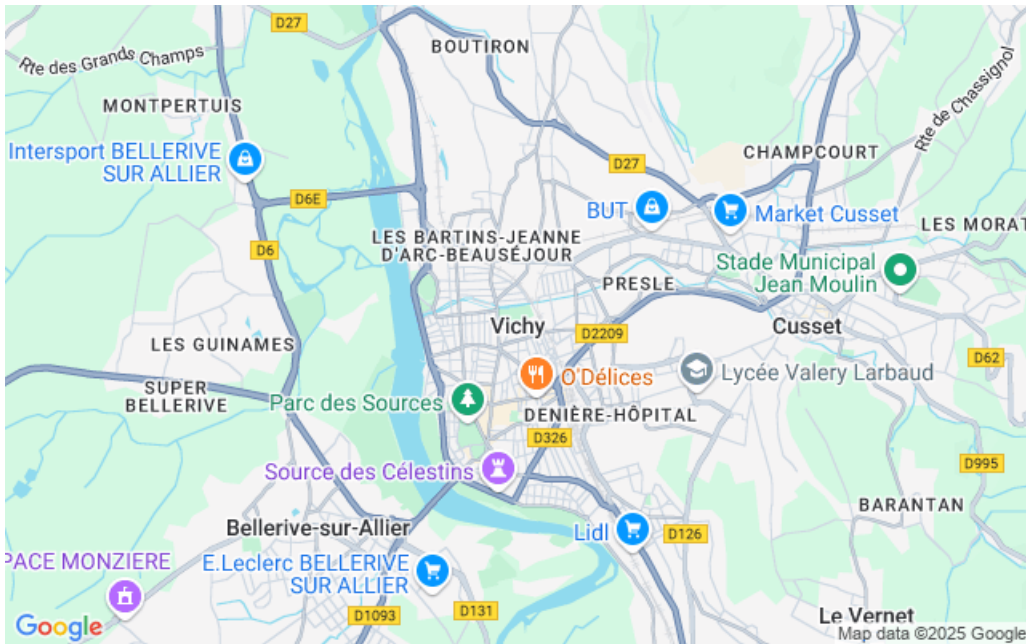 D27
BOUTIRON
Rte des Grands Champs
Rte de Chassignol
MONTPERTUIS
Intersport BELLERIVE
SUR ALLIER
D27
CHAMPCOURT
D6E
BUT
Market Cusset
LES MORAT
D6
LES BARTINS-JEANNE
D'ARC-BEAUSÉJOUR
Stade Municipal
Jean Moulin
PRESLE
Vichy
D2209
Cusset
LES GUINAMES
D62
SUPER
BELLERIVE
O'Délices
Lycée Valery Larbaud
Parc des Sources
DENIÈRE-HÔPITAL
D326
Source des Célestins
D995
BARANTAN
Bellerive-sur-Allier
Lidl
D126
PACE MONZIERE
E.Leclerc BELLERIVE
SUR ALLIER
D131
D1093
Le Vernet
Google
Map data ©2025 Google